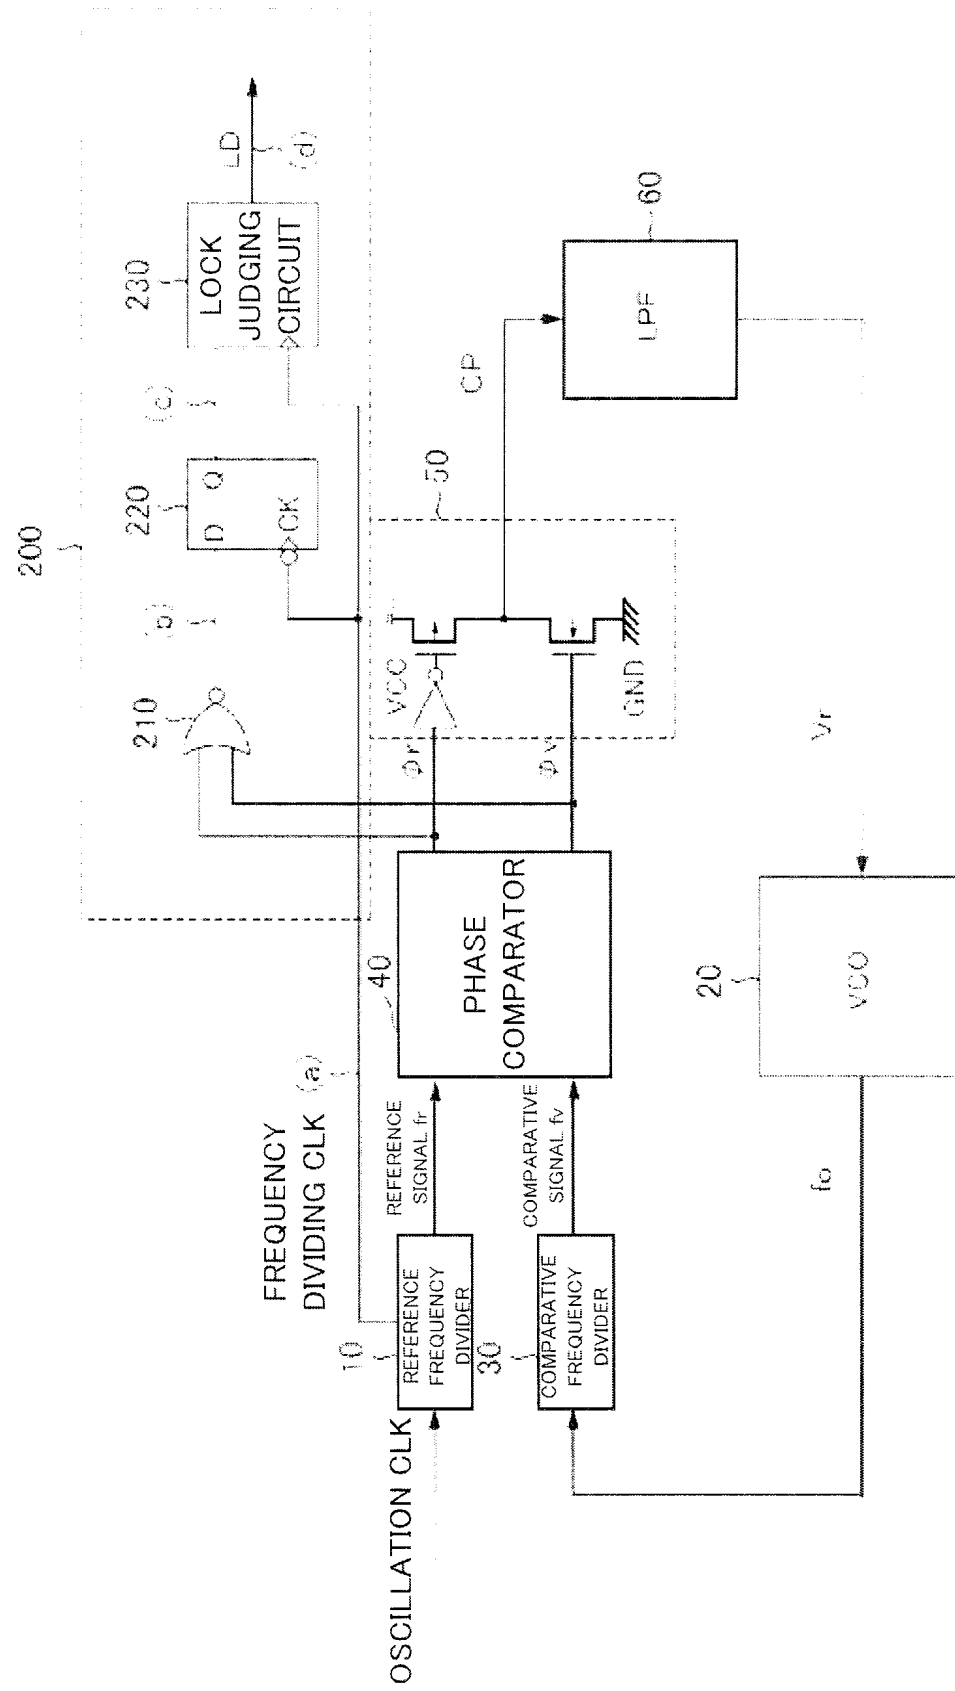 200
230
LOCK
JUDGING
CIRCUIT
LD
(d)
(c)
220
D Q
CK
(b)
210
50
VCC
GND
CP
60
LPF
Φr
Φv
40
PHASE
COMPARATOR
Vr
20
VCO
fo
FREQUENCY
DIVIDING CLK (a)
REFERENCE
SIGNAL fr
COMPARATIVE
SIGNAL fv
10
REFERENCE
FREQUENCY
DIVIDER
30
COMPARATIVE
FREQUENCY
DIVIDER
OSCILLATION CLK